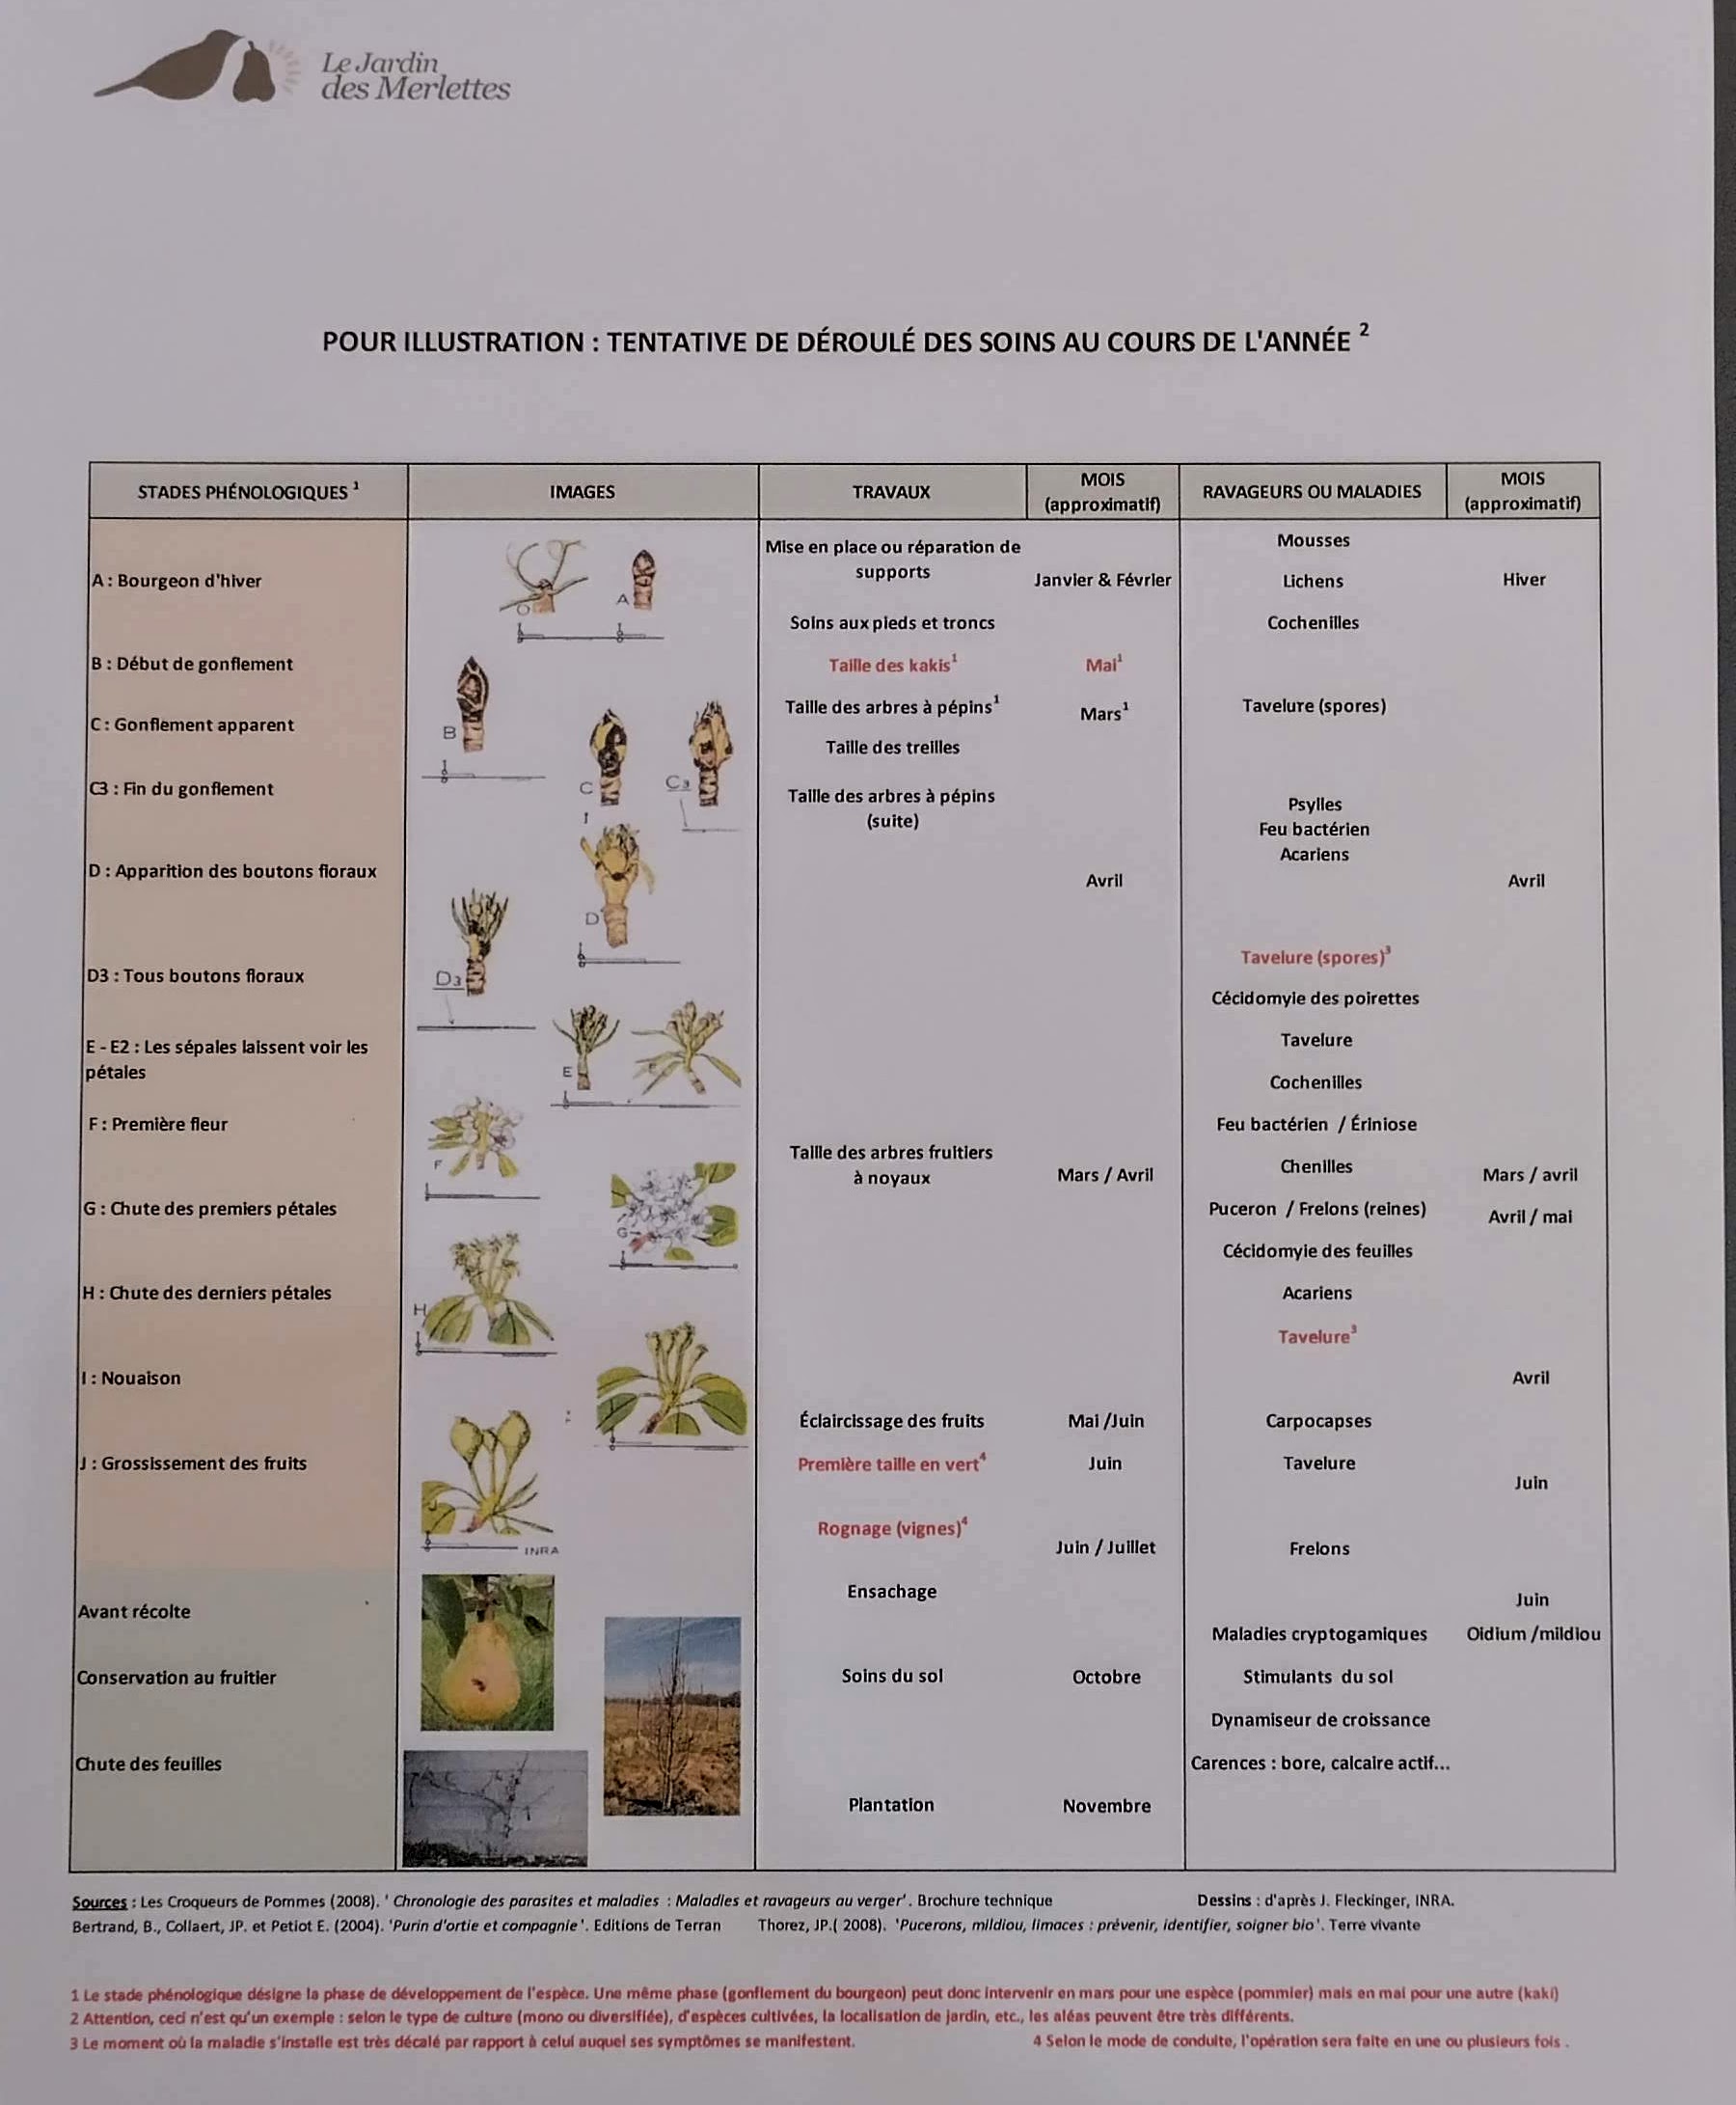 Le Jardin
des Merlettes
POUR ILLUSTRATION : TENTATIVE DE DÉROULÉ DES SOINS AU COURS DE L'ANNÉE ²
STADES PHÉNOLOGIQUES ¹
IMAGES
TRAVAUX
MOIS
(approximatif)
RAVAGEURS OU MALADIES
MOIS
(approximatif)
A : Bourgeon d'hiver
B : Début de gonflement
C : Gonflement apparent
C3 : Fin du gonflement
D : Apparition des boutons floraux
D3 : Tous boutons floraux
E - E2 : Les sépales laissent voir les
pétales
F : Première fleur
G : Chute des premiers pétales
H : Chute des derniers pétales
I : Nouaison
J : Grossissement des fruits
Avant récolte
Conservation au fruitier
Chute des feuilles
O
A
B
C
C3
D
D3
E
F
G
H
J
INRA
Mise en place ou réparation de
supports
Soins aux pieds et troncs
Taille des kakis¹
Taille des arbres à pépins¹
Taille des treilles
Taille des arbres à pépins
(suite)
Taille des arbres fruitiers
à noyaux
Éclaircissage des fruits
Première taille en vert⁴
Rognage (vignes)⁴
Ensachage
Soins du sol
Plantation
Janvier & Février
Mai¹
Mars¹
Avril
Mars / Avril
Mai /Juin
Juin
Juin / Juillet
Octobre
Novembre
Mousses
Lichens
Cochenilles
Tavelure (spores)
Psylles
Feu bactérien
Acariens
Tavelure (spores)³
Cécidomyie des poirettes
Tavelure
Cochenilles
Feu bactérien / Ériniose
Chenilles
Puceron / Frelons (reines)
Cécidomyie des feuilles
Acariens
Tavelure³
Carpocapses
Tavelure
Frelons
Maladies cryptogamiques
Stimulants du sol
Dynamiseur de croissance
Carences : bore, calcaire actif...
Hiver
Avril
Mars / avril
Avril / mai
Avril
Juin
Juin
Oidium /mildiou
Sources : Les Croqueurs de Pommes (2008). ' Chronologie des parasites et maladies : Maladies et ravageurs au verger'. Brochure technique Dessins : d'après J. Fleckinger, INRA.
Bertrand, B., Collaert, JP. et Petiot E. (2004). 'Purin d'ortie et compagnie'. Editions de Terran Thorez, JP.( 2008). 'Pucerons, mildiou, limaces : prévenir, identifier, soigner bio'. Terre vivante
1 Le stade phénologique désigne la phase de développement de l'espèce. Une même phase (gonflement du bourgeon) peut donc intervenir en mars pour une espèce (pommier) mais en mai pour une autre (kaki)
2 Attention, ceci n'est qu'un exemple : selon le type de culture (mono ou diversifiée), d'espèces cultivées, la localisation de jardin, etc., les aléas peuvent être très différents.
3 Le moment où la maladie s'installe est très décalé par rapport à celui auquel ses symptômes se manifestent. 4 Selon le mode de conduite, l'opération sera faite en une ou plusieurs fois .